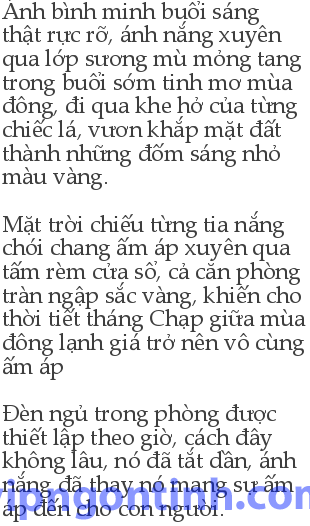 Ánh bình minh buổi sáng
thật rực rỡ, ánh nắng xuyên
qua lớp sương mù mỏng tang
trong buổi sớm tinh mơ mùa
đông, đi qua khe hở của từng
chiếc lá, vươn khắp mặt đất
thành những đốm sáng nhỏ
màu vàng.

Mặt trời chiếu từng tia nắng
chói chang ấm áp xuyên qua
tấm rèm cửa sổ, cả căn phòng
tràn ngập sắc vàng, khiến cho
thời tiết tháng Chạp giữa mùa
đông lạnh giá trở nên vô cùng
ấm áp

Đèn ngủ trong phòng được
thiết lập theo giờ, cách đây
không lâu, nó đã tắt dần, ánh
nắng đã thay nó mang sự ấm
áp đến cho con người.
vipngontinh.com